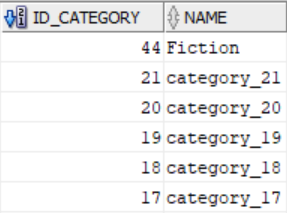 ID_CATEGORY NAME
44 Fiction
21 category_21
20 category_20
19 category_19
18 category_18
17 category_17